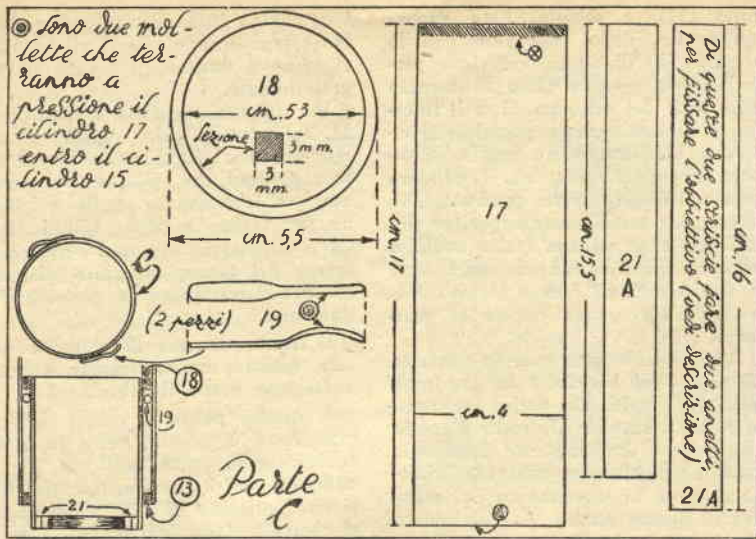 Sono due mol-
lette che ter-
ranno a
pressione il
cilindro 17
entro il ci-
lindro 15
18
cm. 53
Sezione
3 m m.
3
mm.
cm. 5,5
C
(2 pezzi) 19
18
19
13
21
Parte
C
cm. 17
17
cm. 4
cm. 15,5
21
A
Di queste due striscie fare due anelli,
per fissare l'obbiettivo (vedi descrizione)
21A
cm. 16